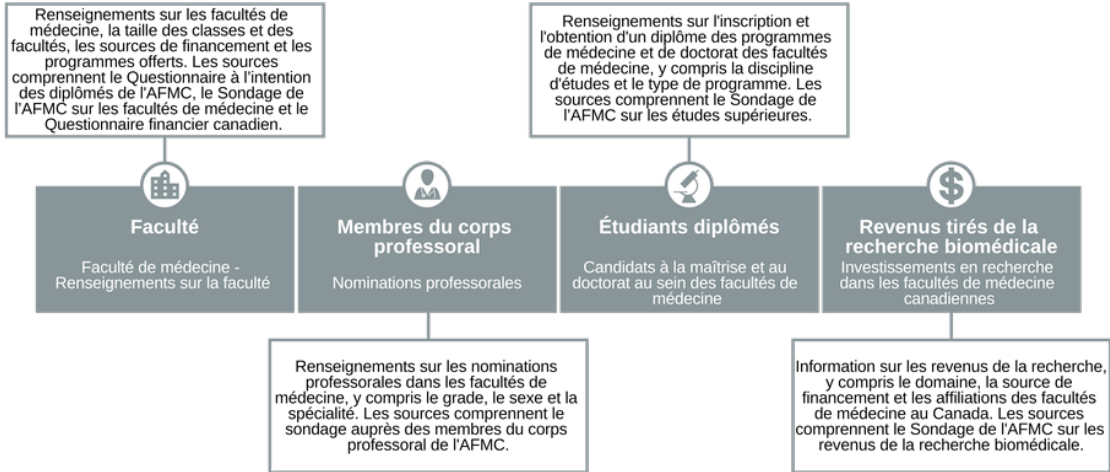 Renseignements sur les facultés de
médecine, la taille des classes et des
facultés, les sources de financement et les
programmes offerts. Les sources
comprennent le Questionnaire à l'intention
des diplômés de l'AFMC, le Sondage de
l'AFMC sur les facultés de médecine et le
Questionnaire financier canadien.
Renseignements sur l'inscription et
l'obtention d'un diplôme des programmes
de médecine et de doctorat des facultés
de médecine, y compris la discipline
d'études et le type de programme. Les
sources comprennent le Sondage de
l'AFMC sur les études supérieures.
Faculté
Faculté de médecine -
Renseignements sur la faculté
Membres du corps
professoral
Nominations professorales
Étudiants diplômés
Candidats à la maîtrise et au
doctorat au sein des facultés de
médecine
Revenus tirés de la
recherche biomédicale
Investissements en recherche
dans les facultés de médecine
canadiennes
Renseignements sur les nominations
professorales dans les facultés de
médecine, y compris le grade, le sexe et la
spécialité. Les sources comprennent le
sondage auprès des membres du corps
professoral de l'AFMC.
Information sur les revenus de la recherche,
y compris le domaine, la source de
financement et les affiliations des facultés
de médecine au Canada. Les sources
comprennent le Sondage de l'AFMC sur les
revenus de la recherche biomédicale.